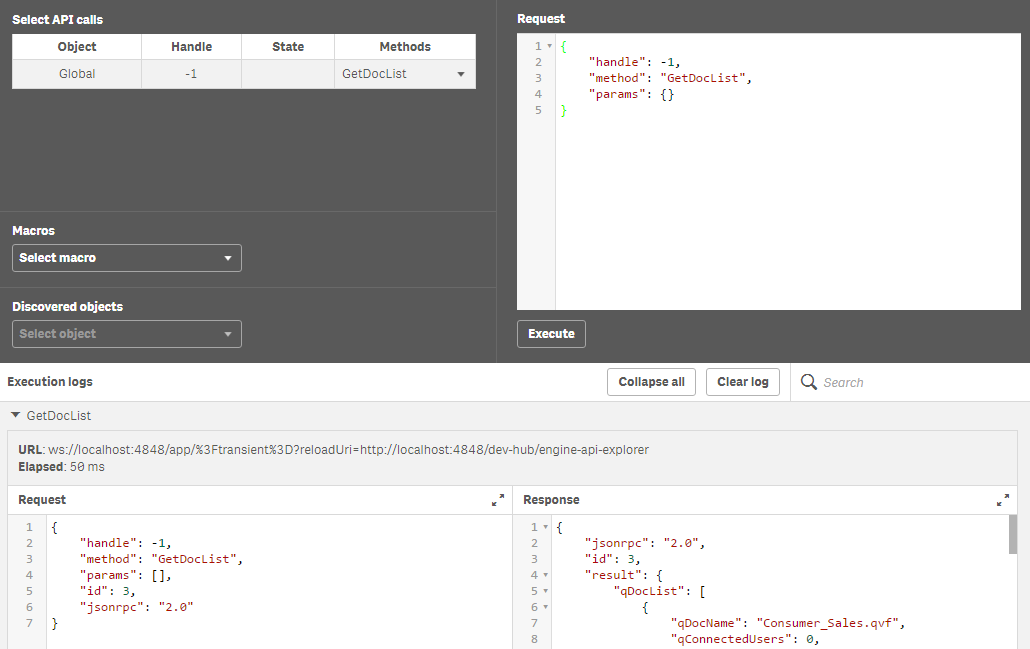 Select API calls
Object Handle State Methods
Global -1 GetDocList
Macros
Select macro
Discovered objects
Select object
Request
1 {
2 "handle": -1,
3 "method": "GetDocList",
4 "params": {}
5 }
Execute
Execution logs Collapse all Clear log Search
GetDocList
URL: ws://localhost:4848/app/%3Ftransient%3D?reloadUri=http://localhost:4848/dev-hub/engine-api-explorer
Elapsed: 50 ms
Request
1 {
2 "handle": -1,
3 "method": "GetDocList",
4 "params": [],
5 "id": 3,
6 "jsonrpc": "2.0"
7 }
Response
1 {
2 "jsonrpc": "2.0",
3 "id": 3,
4 "result": {
5 "qDocList": [
6 {
7 "qDocName": "Consumer_Sales.qvf",
8 "qConnectedUsers": 0,